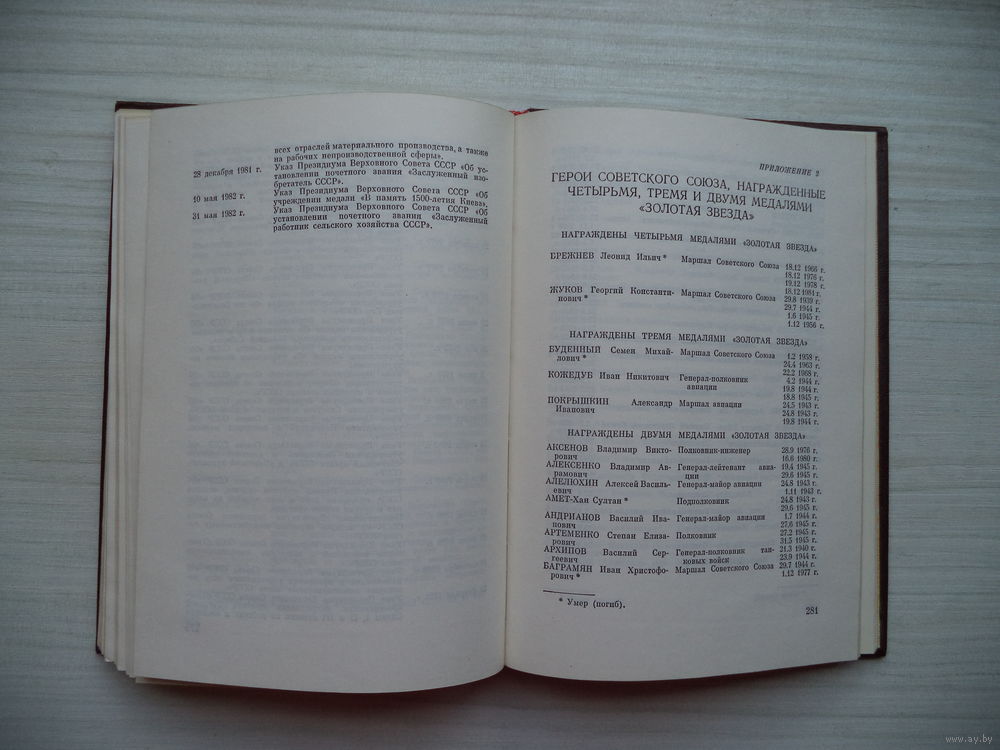 всех отраслей материального производства, а также
на рабочих непроизводственной сферы».
28 декабря 1981 г. Указ Президиума Верховного Совета СССР «Об ус-
тановлении почетного звания «Заслуженный изо-
бретатель СССР».
10 мая 1982 г. Указ Президиума Верховного Совета СССР «Об
учреждении медали «В память 1500-летия Киева».
31 мая 1982 г. Указ Президиума Верховного Совета СССР «Об
установлении почетного звания «Заслуженный
работник сельского хозяйства СССР».
ПРИЛОЖЕНИЕ 2
ГЕРОИ СОВЕТСКОГО СОЮЗА, НАГРАЖДЕННЫЕ
ЧЕТЫРЬМЯ, ТРЕМЯ И ДВУМЯ МЕДАЛЯМИ
«ЗОЛОТАЯ ЗВЕЗДА»
НАГРАЖДЕНЫ ЧЕТЫРЬМЯ МЕДАЛЯМИ «ЗОЛОТАЯ ЗВЕЗДА»
БРЕЖНЕВ Леонид Ильич * Маршал Советского Союза 18.12 1966 г.
18.12 1976 г.
19.12 1978 г.
18.12 1981 г.
ЖУКОВ Георгий Константи- Маршал Советского Союза 29.8 1939 г.
нович * 29.7 1944 г.
1.6 1945 г.
1.12 1956 г.
НАГРАЖДЕНЫ ТРЕМЯ МЕДАЛЯМИ «ЗОЛОТАЯ ЗВЕЗДА»
БУДЕННЫЙ Семен Михай- Маршал Советского Союза 1.2 1958 г.
лович * 24.4 1963 г.
22.2 1968 г.
КОЖЕДУБ Иван Никитович Генерал-полковник 4.2 1944 г.
авиации 19.8 1944 г.
18.8 1945 г.
ПОКРЫШКИН Александр Маршал авиации 24.5 1943 г.
Иванович 24.8 1943 г.
19.8 1944 г.
НАГРАЖДЕНЫ ДВУМЯ МЕДАЛЯМИ «ЗОЛОТАЯ ЗВЕЗДА»
АКСЕНОВ Владимир Викто- Полковник-инженер 28.9 1976 г.
рович 16.6 1980 г.
АЛЕКСЕНКО Владимир Ав- Генерал-лейтенант авиа- 19.4 1945 г.
рамович ции 29.6 1945 г.
АЛЕЛЮХИН Алексей Василь- Генерал-майор авиации 24.8 1943 г.
евич 1.11 1943 г.
АМЕТ-Хан Султан * Подполковник 24.8 1943 г.
29.6 1945 г.
АНДРИАНОВ Василий Ива- Генерал-майор авиации 1.7 1944 г.
нович 27.6 1945 г.
АРТЕМЕНКО Степан Елиза- Полковник 27.2 1945 г.
рович 31.5 1945 г.
АРХИПОВ Василий Сер- Генерал-полковник тан- 21.3 1940 г.
геевич ковых войск 23.9 1944 г.
БАГРАМЯН Иван Христофо- Маршал Советского Союза 29.7 1944 г.
рович * 1.12 1977 г.
* Умер (погиб).
281
www.ay.by